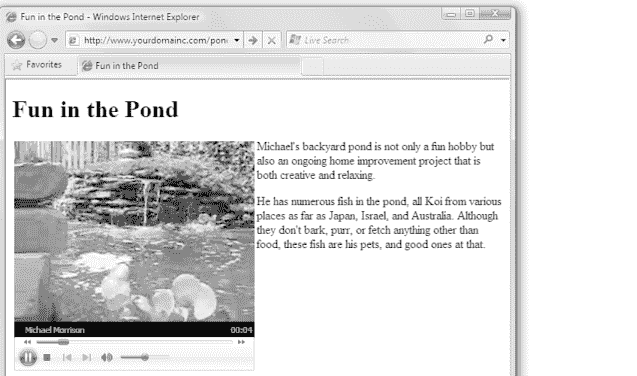 Fun in the Pond - Windows Internet Explorer
http://www.yourdomainc.com/pon
Live Search
Favorites
Fun in the Pond
Fun in the Pond
Michael's backyard pond is not only a fun hobby but
also an ongoing home improvement project that is
both creative and relaxing.
He has numerous fish in the pond, all Koi from various
places as far as Japan, Israel, and Australia. Although
they don't bark, purr, or fetch anything other than
food, these fish are his pets, and good ones at that.
Michael Morrison
00:04